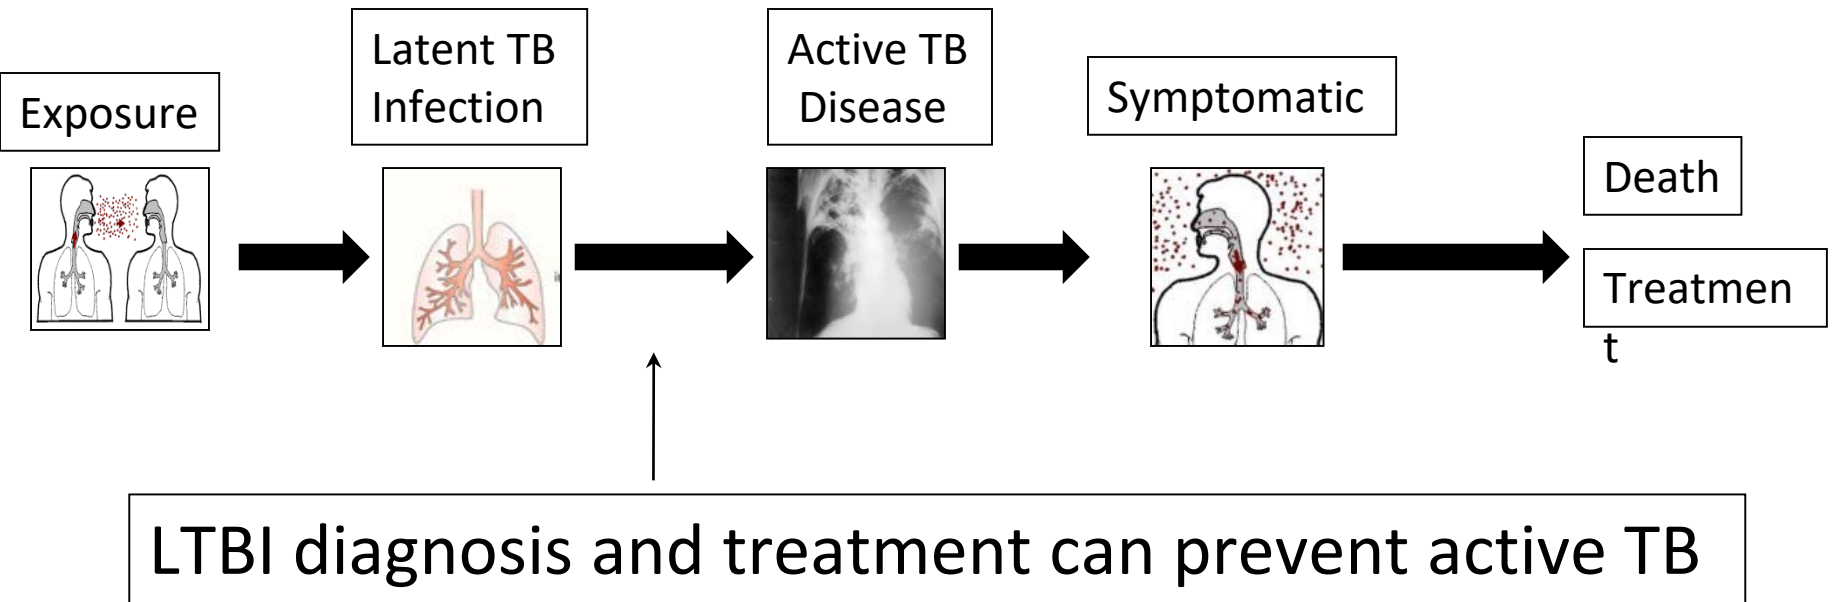 Exposure
Latent TB
Infection
Active TB
Disease
Symptomatic
Death
Treatmen
t
LTBI diagnosis and treatment can prevent active TB